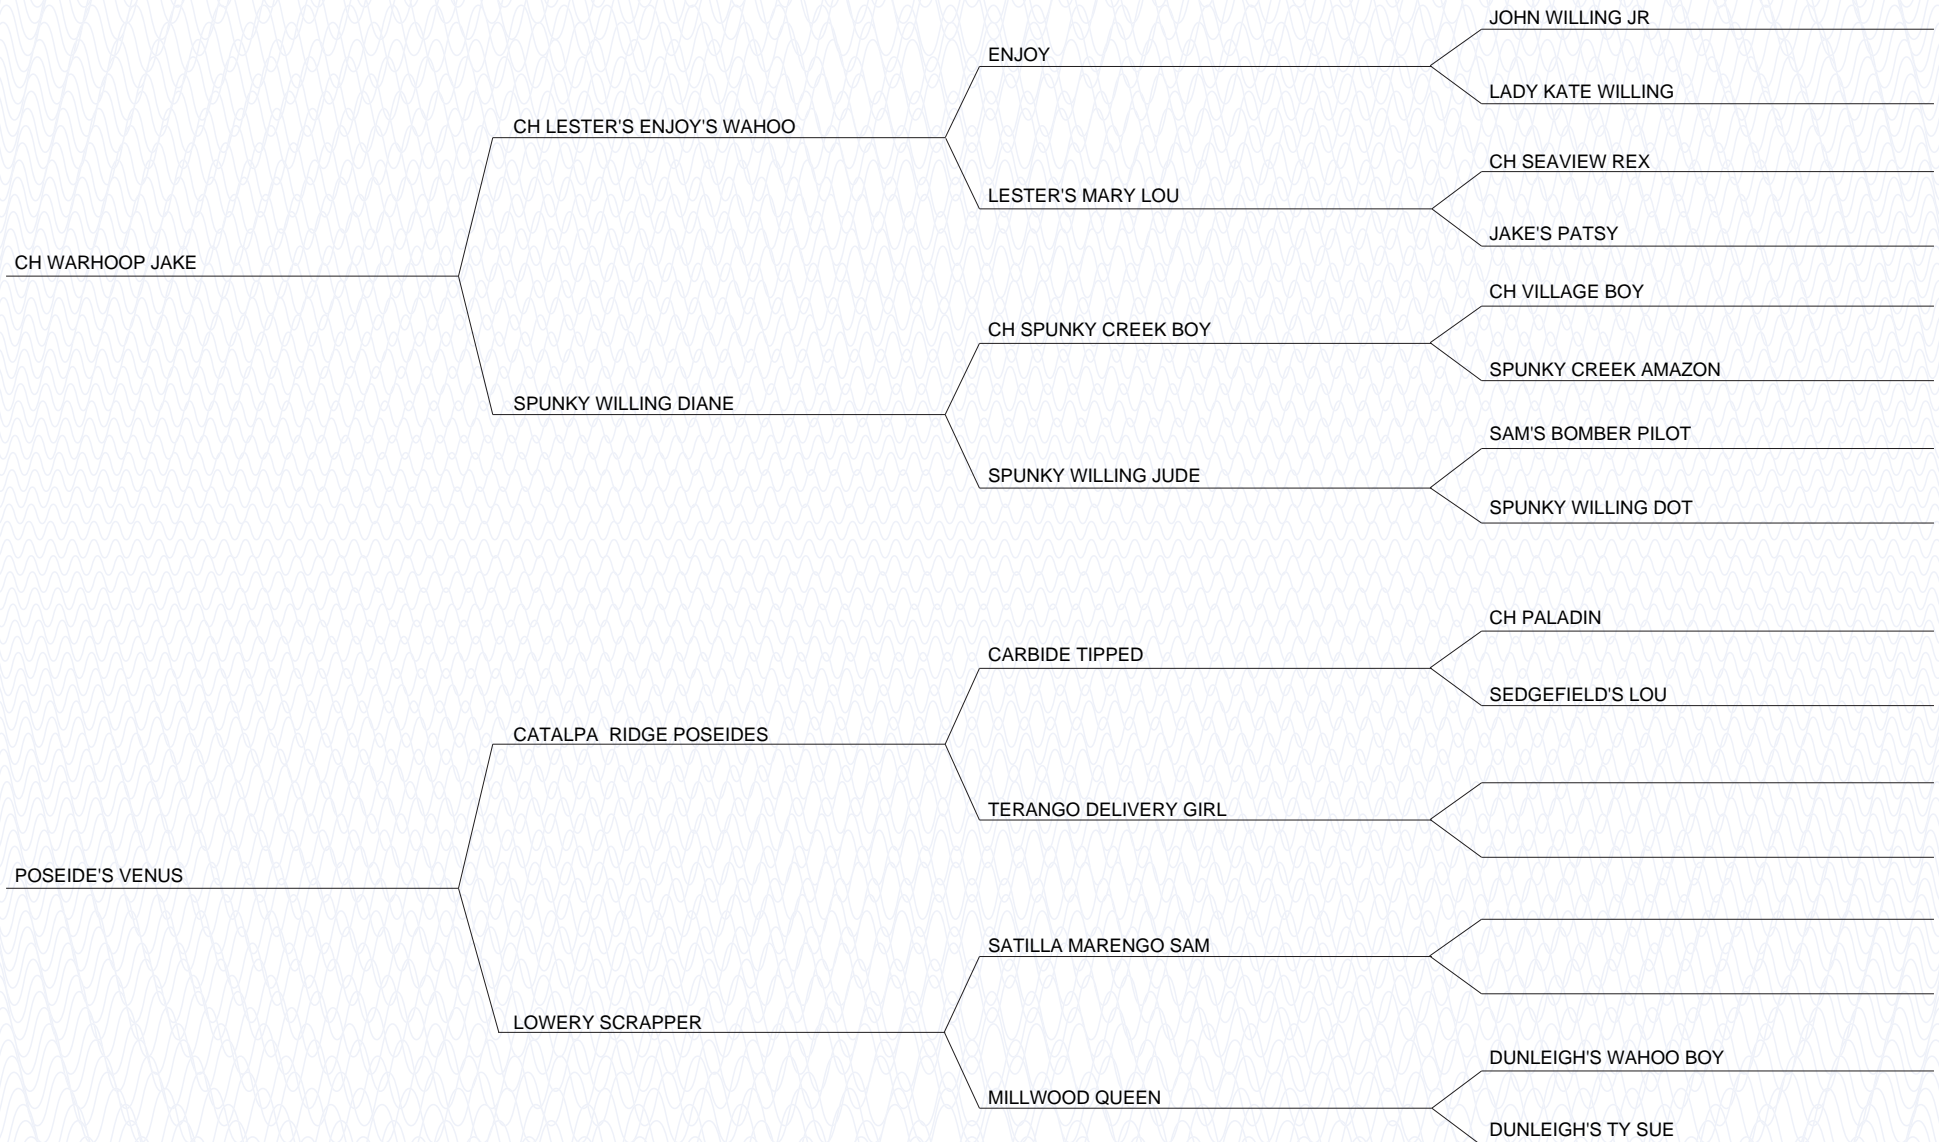 JOHN WILLING JR
ENJOY
LADY KATE WILLING
CH LESTER'S ENJOY'S WAHOO
CH SEAVIEW REX
LESTER'S MARY LOU
JAKE'S PATSY
CH WARHOOP JAKE
CH VILLAGE BOY
CH SPUNKY CREEK BOY
SPUNKY CREEK AMAZON
SPUNKY WILLING DIANE
SAM'S BOMBER PILOT
SPUNKY WILLING JUDE
SPUNKY WILLING DOT
CH PALADIN
CARBIDE TIPPED
SEDGEFIELD'S LOU
CATALPA  RIDGE POSEIDES
TERANGO DELIVERY GIRL
POSEIDE'S VENUS
SATILLA MARENGO SAM
LOWERY SCRAPPER
DUNLEIGH'S WAHOO BOY
MILLWOOD QUEEN
DUNLEIGH'S TY SUE